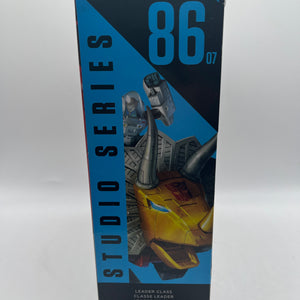 86
07
STUDIO SERIES
LEADER CLASS
CLASSE LEADER